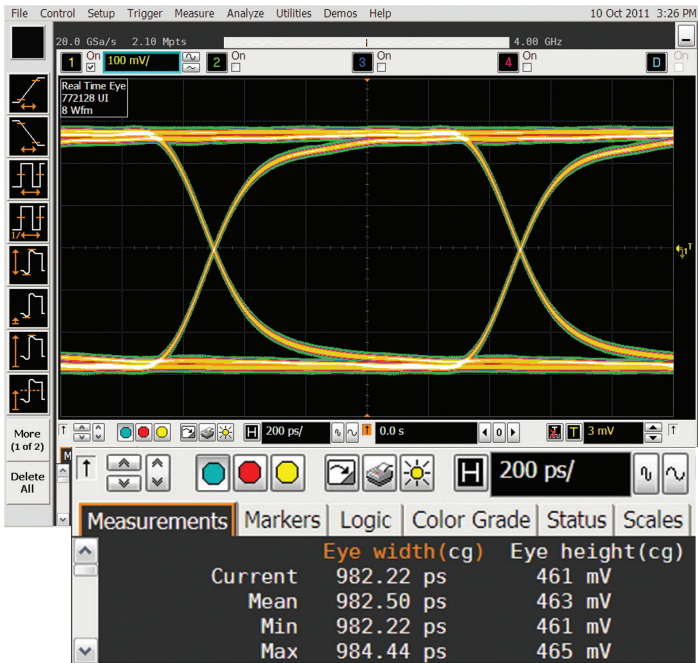 File Control Setup Trigger Measure Analyze Utilities Demos Help 10 Oct 2011 3:26 PM
20.0 GSa/s 2.10 Mpts 4.00 GHz
1 On 100 mV/ 2 On 3 On 4 On D On
Real Time Eye
772128 UI
8 Wfm
More
(1 of 2)
Delete
All
H 200 ps/ 0.0 s 0 T 3 mV
H 200 ps/
Measurements Markers Logic Color Grade Status Scales
Eye width(cg) Eye height(cg)
Current 982.22 ps 461 mV
Mean 982.50 ps 463 mV
Min 982.22 ps 461 mV
Max 984.44 ps 465 mV